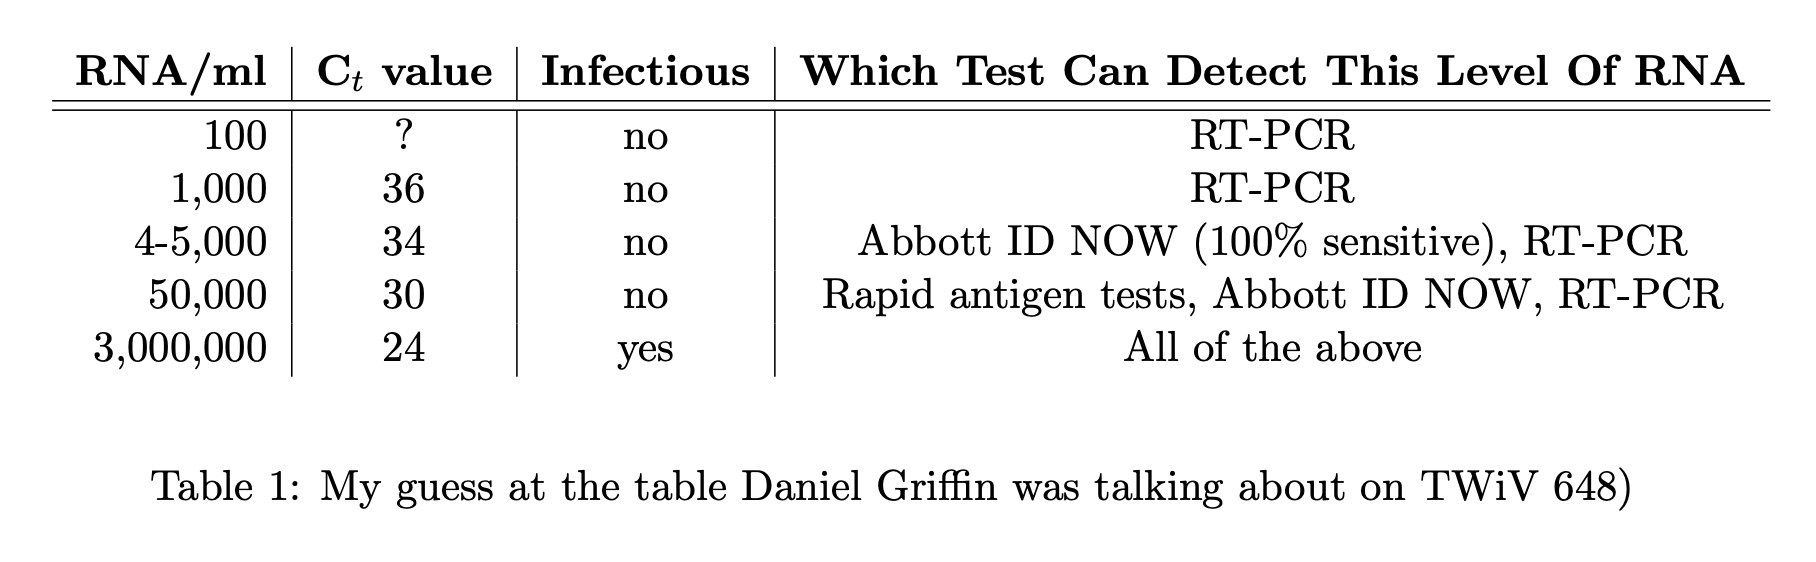 RNA/ml Ct value Infectious Which Test Can Detect This Level Of RNA
100 ? no RT-PCR
1,000 36 no RT-PCR
4-5,000 34 no Abbott ID NOW (100% sensitive), RT-PCR
50,000 30 no Rapid antigen tests, Abbott ID NOW, RT-PCR
3,000,000 24 yes All of the above
Table 1: My guess at the table Daniel Griffin was talking about on TWiV 648)